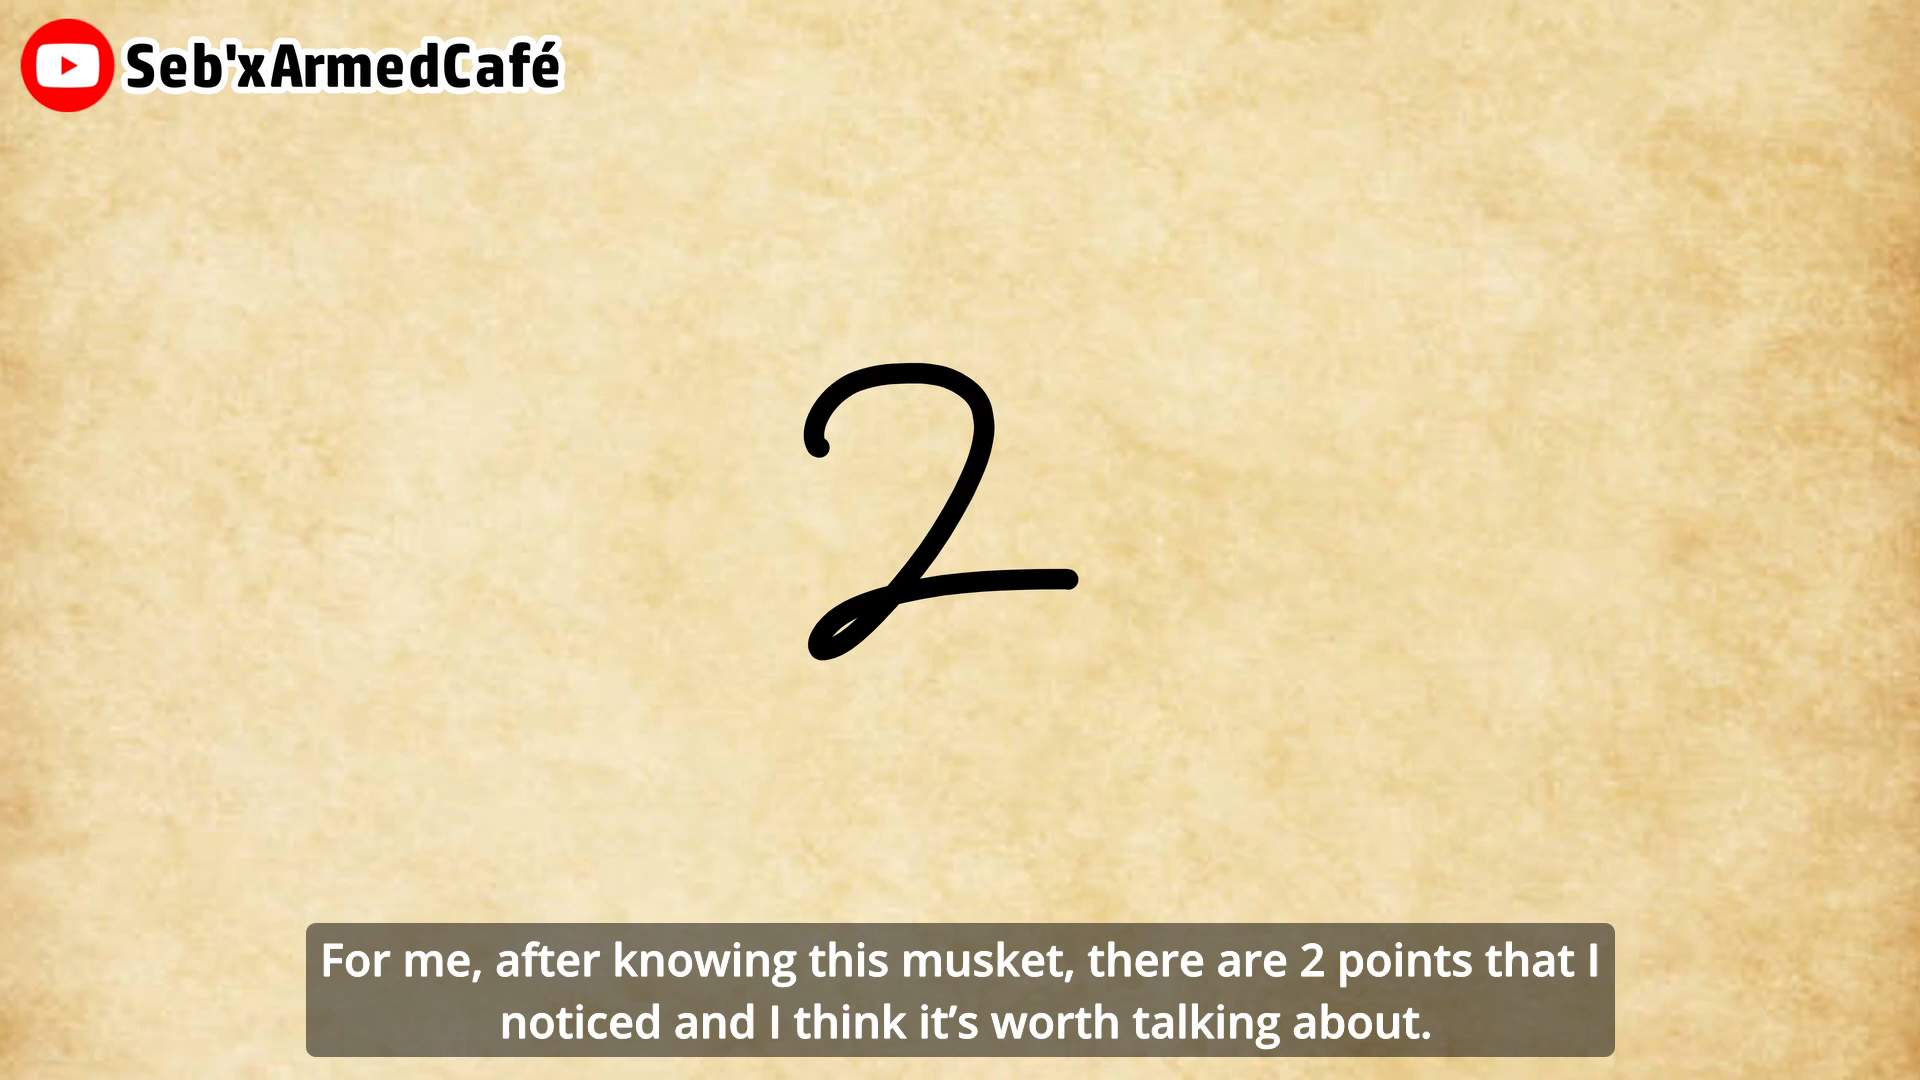 Seb'xArmedCafé
2
For me, after knowing this musket, there are 2 points that I
noticed and I think it’s worth talking about.